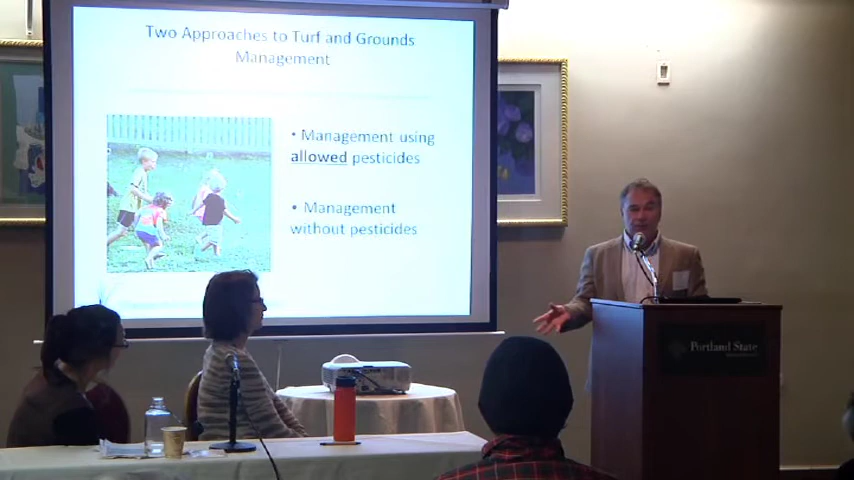 Two Approaches to Turf and Grounds
Management
• Management using
allowed pesticides
• Management
without pesticides
Portland State